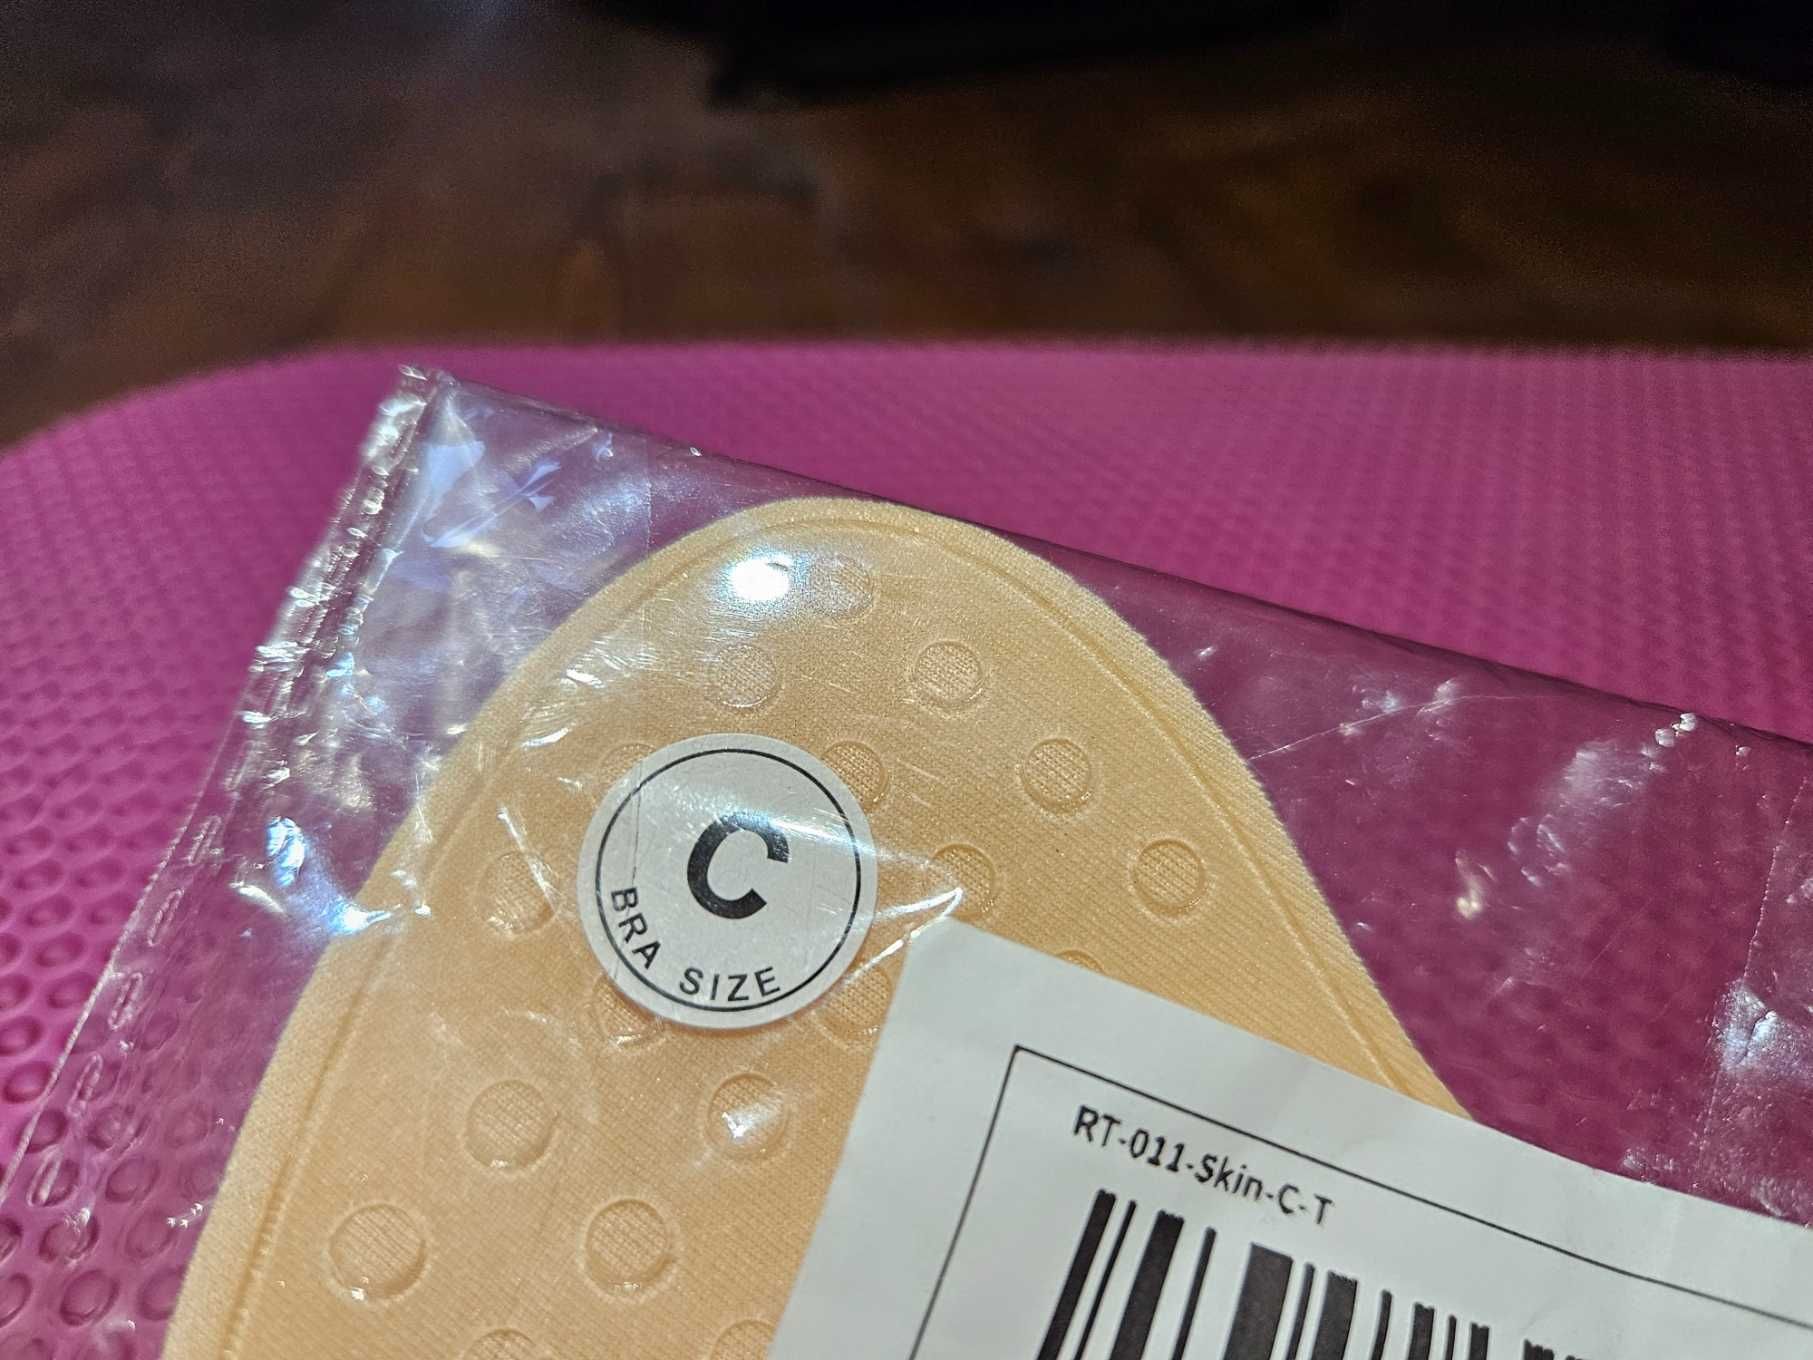 C
BRA SIZE
RT-011-Skin-C-T